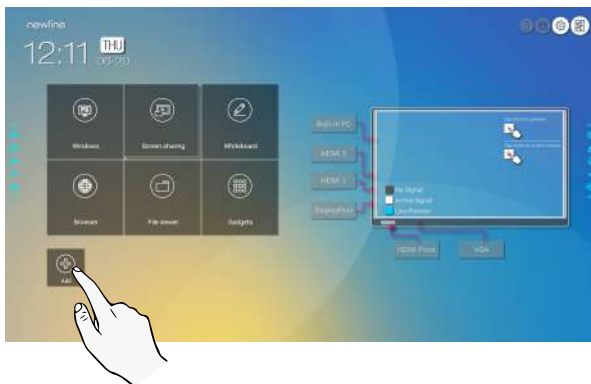 newline
12:11 THU
08-20
Windows
Screen sharing
Whiteboard
Browser
File viewer
Gadgets
Add
Built-in PC
HDMI 2
HDMI 1
DisplayPort
No Signal
Active Signal
Live Preview
HDMI Front
VGA